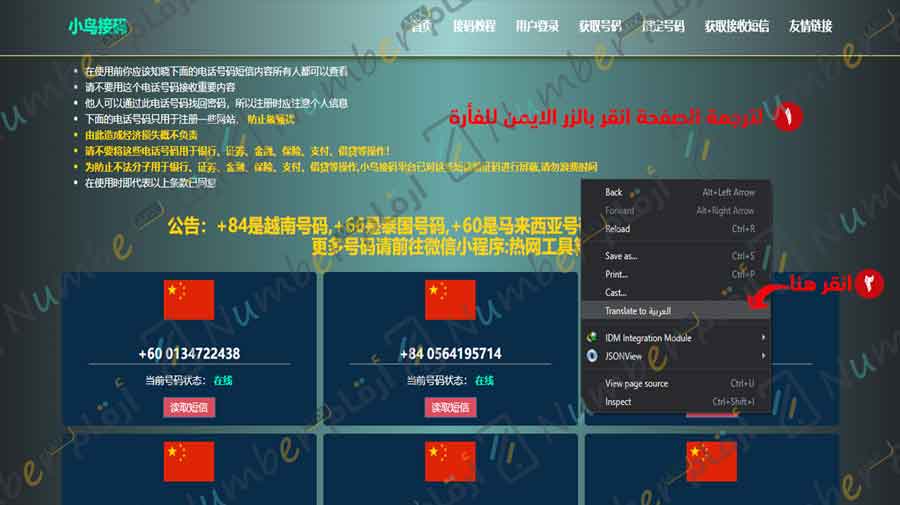 小鸟接码
首页 接码教程 用户登录 获取号码 绑定号码 获取接收短信 友情链接
在使用前你应该知晓下面的电话号码短信内容所有人都可以查看
请不要用这个电话号码接收重要内容
他人可以通过此电话号码找回密码，所以注册时应注意个人信息
下面的电话号码只用于注册一些网站、 防止被骚扰
由此造成经济损失概不负责
请不要将这些电话号码用于银行、证券、金融、保险、支付、借贷等操作！
为防止不法分子用于银行、证券、金融、保险、支付、借贷等操作,小鸟接码平台已对这些短信验证码进行屏蔽,请勿浪费时间
在使用时即代表以上条款已同意
١ لترجمة الصفحة انقر بالزر الايمن للفأرة
公告：+84是越南号码,+66是泰国号码,+60是马来西亚号
更多号码请前往微信小程序:热网工具
Back Alt+Left Arrow
Forward Alt+Right Arrow
Reload Ctrl+R
Save as... Ctrl+S
Print... Ctrl+P
Cast...
Translate to العربية
٢ انقر هنا
IDM Integration Module
JSONView
View page source Ctrl+U
Inspect Ctrl+Shift+I
+60 0134722438
当前号码状态： 在线
读取短信
+84 0564195714
当前号码状态： 在线
读取短信
Number أرقام